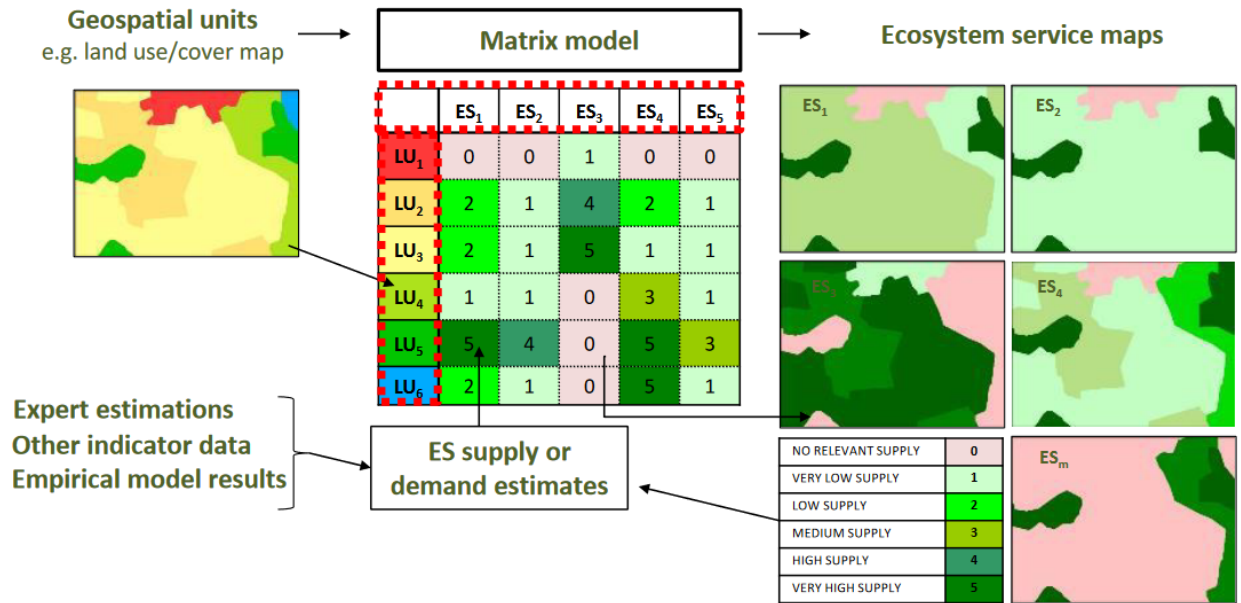 Geospatial units
e.g. land use/cover map
Matrix model
Ecosystem service maps
ES1 ES2 ES3 ES4 ES5
LU1 0 0 1 0 0
LU2 2 1 4 2 1
LU3 2 1 5 1 1
LU4 1 1 0 3 1
LU5 5 4 0 5 3
LU6 2 1 0 5 1
ES1
ES2
ES3
ES4
ESm
Expert estimations
Other indicator data
Empirical model results
ES supply or
demand estimates
NO RELEVANT SUPPLY 0
VERY LOW SUPPLY 1
LOW SUPPLY 2
MEDIUM SUPPLY 3
HIGH SUPPLY 4
VERY HIGH SUPPLY 5